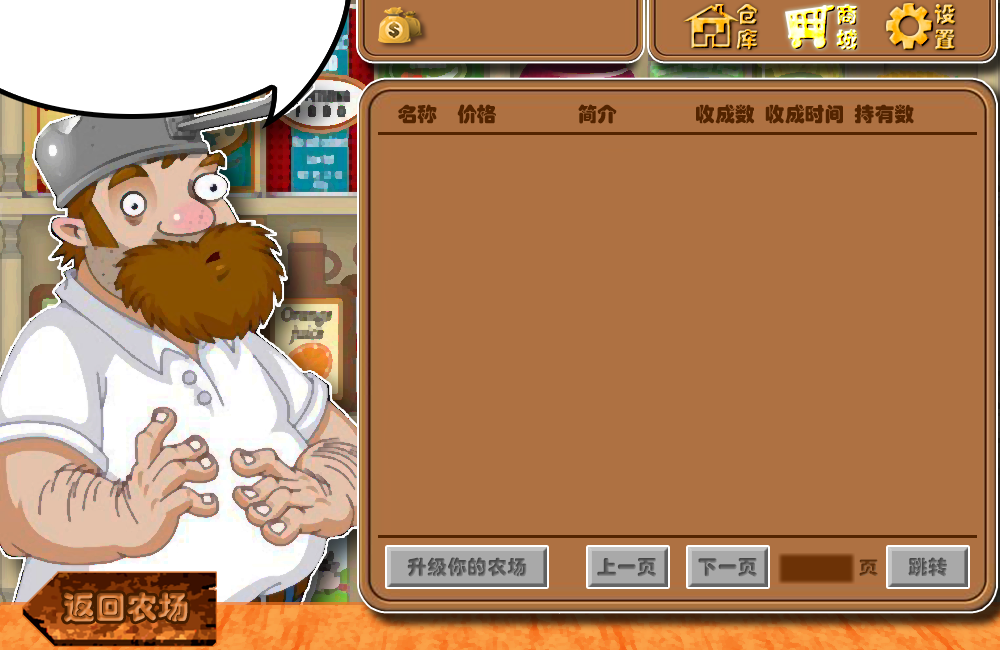 仓库
商城
设置
名称 价格 简介 收成数 收成时间 持有数
Orange
juice
升级你的农场 上一页 下一页 页 跳转
返回农场